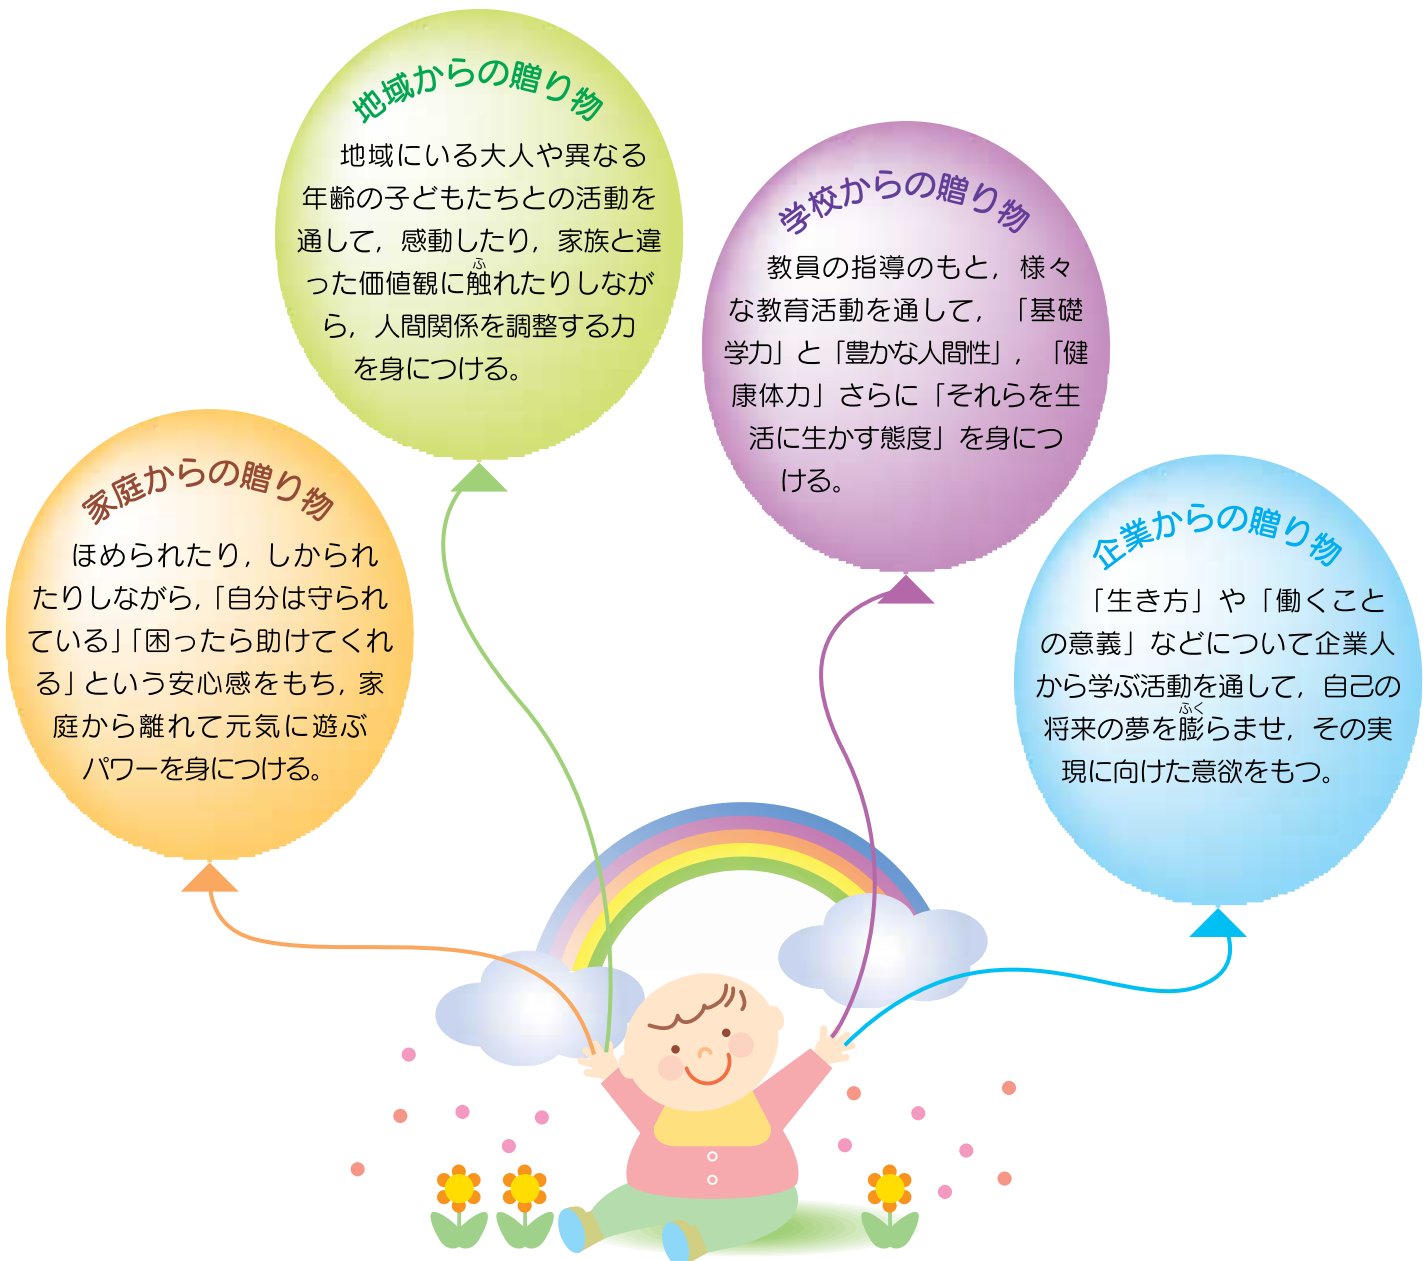 地域からの贈り物
地域にいる大人や異なる
年齢の子どもたちとの活動を
通して，感動したり，家族と違
った価値観に触れたりしなが
ふ
ら，人間関係を調整する力
を身につける。
学校からの贈り物
教員の指導のもと，様々
な教育活動を通して，「基礎
学力」と「豊かな人間性」，「健
康体力」さらに「それらを生
活に生かす態度」を身につ
ける。
家庭からの贈り物
ほめられたり，しかられ
たりしながら，「自分は守られ
ている」「困ったら助けてくれ
る」という安心感をもち，家
庭から離れて元気に遊ぶ
パワーを身につける。
企業からの贈り物
「生き方」や「働くこと
の意義」などについて企業人
から学ぶ活動を通して，自己の
ふく
将来の夢を膨らませ，その実
現に向けた意欲をもつ。